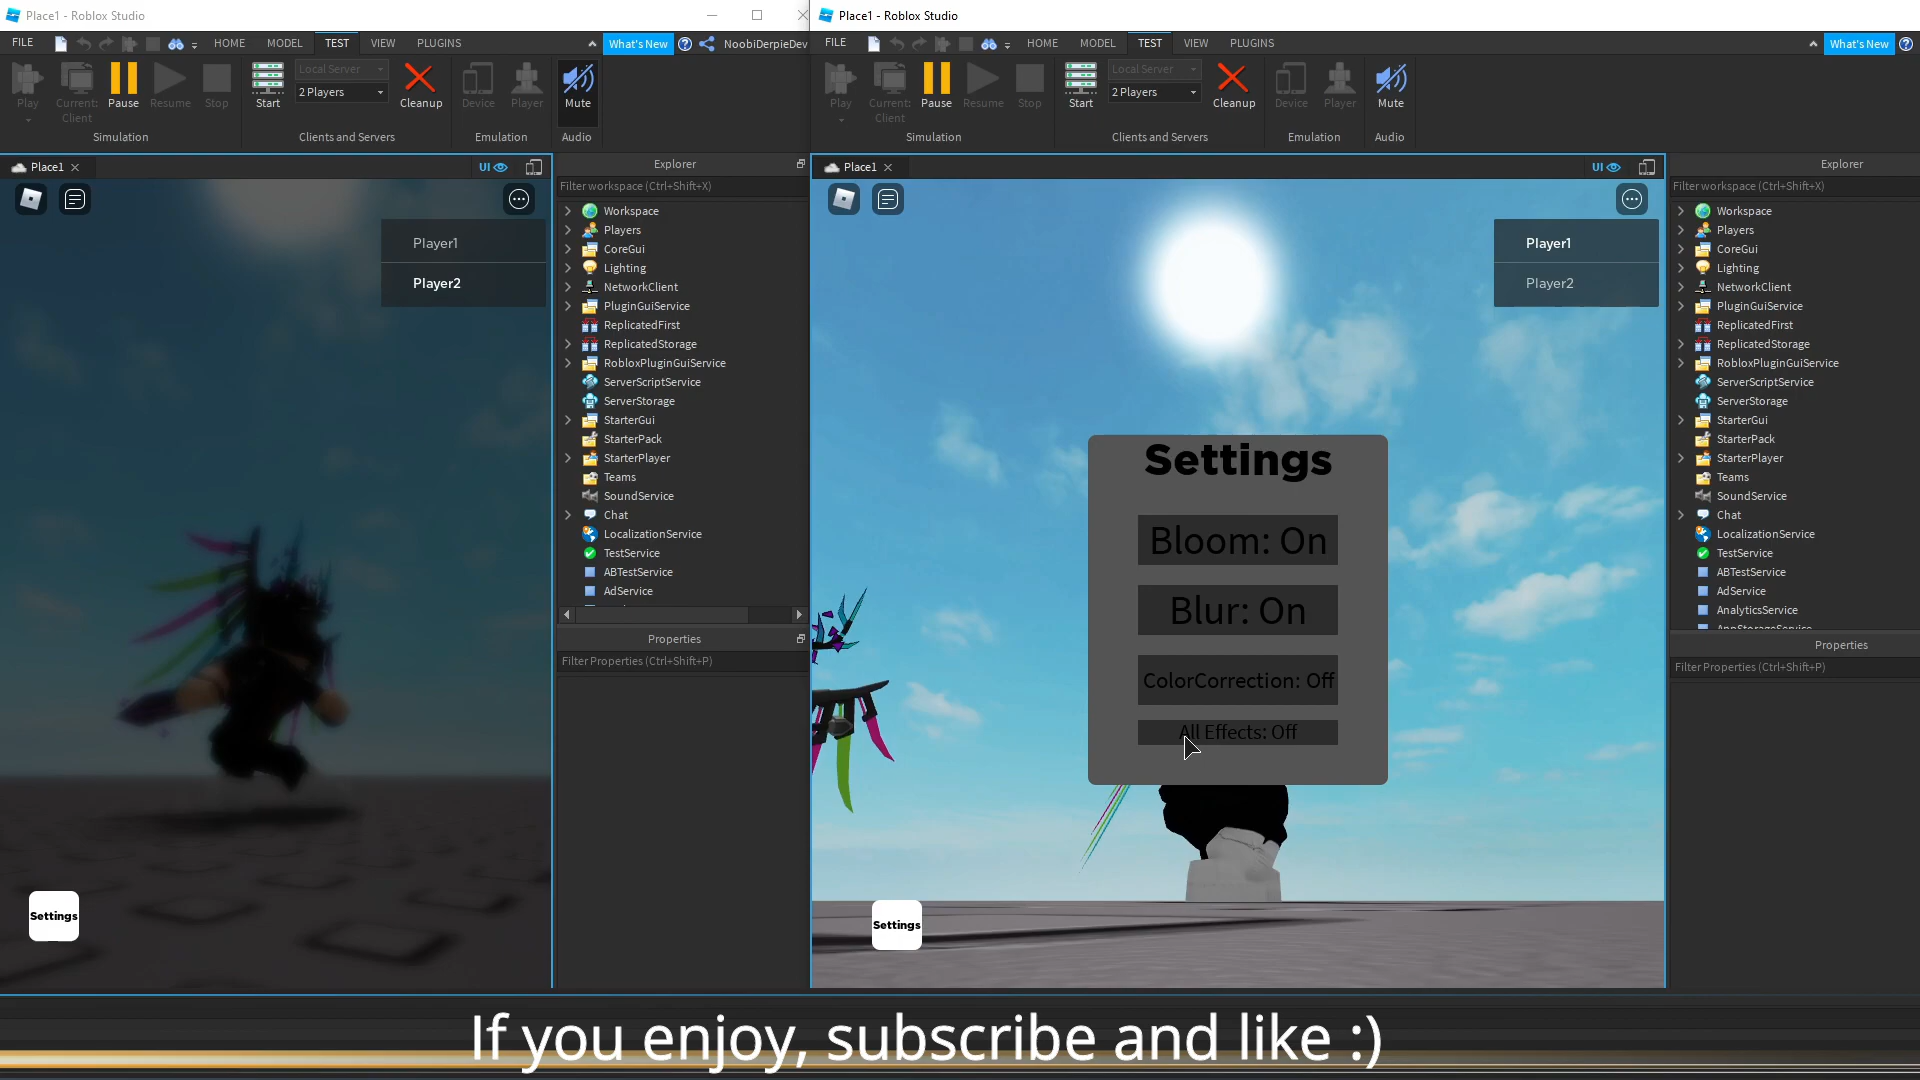 Place1 - Roblox Studio
FILE
HOME
MODEL
TEST
VIEW
PLUGINS
What's New
NoobiDerpieDev
Play
Current:
Client
Pause
Resume
Stop
Start
Local Server
2 Players
Cleanup
Device
Player
Mute
Simulation
Clients and Servers
Emulation
Audio
Place1
UI
Player1
Player2
Settings
Explorer
Filter workspace (Ctrl+Shift+X)
Workspace
Players
CoreGui
Lighting
NetworkClient
PluginGuiService
ReplicatedFirst
ReplicatedStorage
RobloxPluginGuiService
ServerScriptService
ServerStorage
StarterGui
StarterPack
StarterPlayer
Teams
SoundService
Chat
LocalizationService
TestService
ABTestService
AdService
Properties
Filter Properties (Ctrl+Shift+P)
Place1 - Roblox Studio
FILE
HOME
MODEL
TEST
VIEW
PLUGINS
What's New
Play
Current:
Client
Pause
Resume
Stop
Start
Local Server
2 Players
Cleanup
Device
Player
Mute
Simulation
Clients and Servers
Emulation
Audio
Place1
UI
Player1
Player2
Settings
Bloom: On
Blur: On
ColorCorrection: Off
All Effects: Off
Settings
Explorer
Filter workspace (Ctrl+Shift+X)
Workspace
Players
CoreGui
Lighting
NetworkClient
PluginGuiService
ReplicatedFirst
ReplicatedStorage
RobloxPluginGuiService
ServerScriptService
ServerStorage
StarterGui
StarterPack
StarterPlayer
Teams
SoundService
Chat
LocalizationService
TestService
ABTestService
AdService
AnalyticsService
Properties
Filter Properties (Ctrl+Shift+P)
If you enjoy, subscribe and like :)